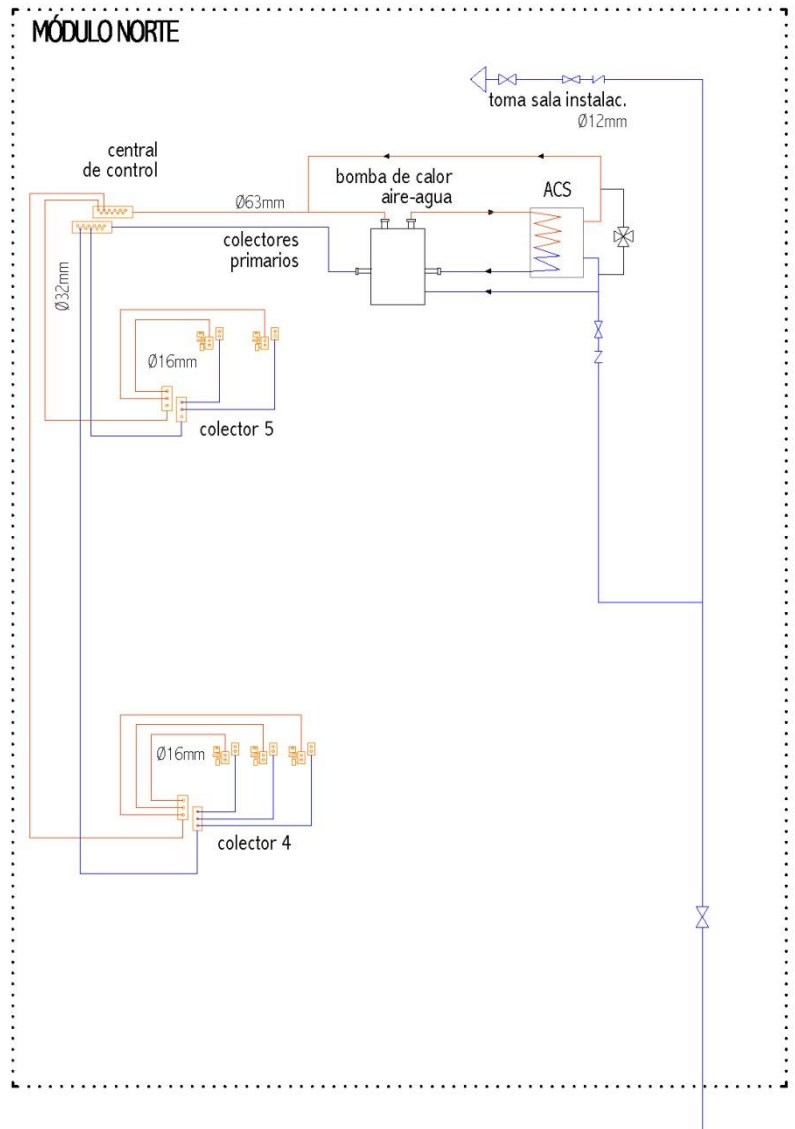 MÓDULO NORTE
toma sala instalac.
Ø12mm
central
de control
bomba de calor
aire-agua
ACS
Ø63mm
colectores
primarios
Ø32mm
Ø16mm
colector 5
Ø16mm
colector 4